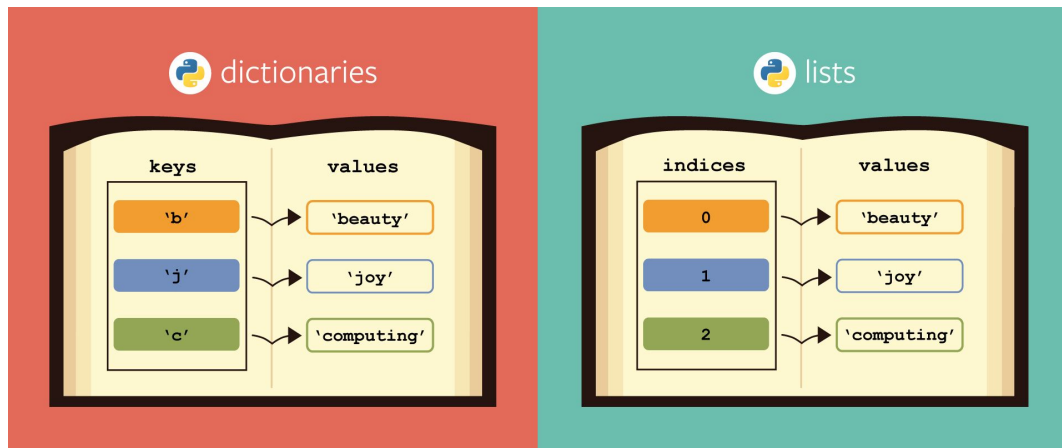 dictionaries
keys values
‘b’ ‘beauty’
‘j’ ‘joy’
‘c’ ‘computing’
lists
indices values
0 ‘beauty’
1 ‘joy’
2 ‘computing’